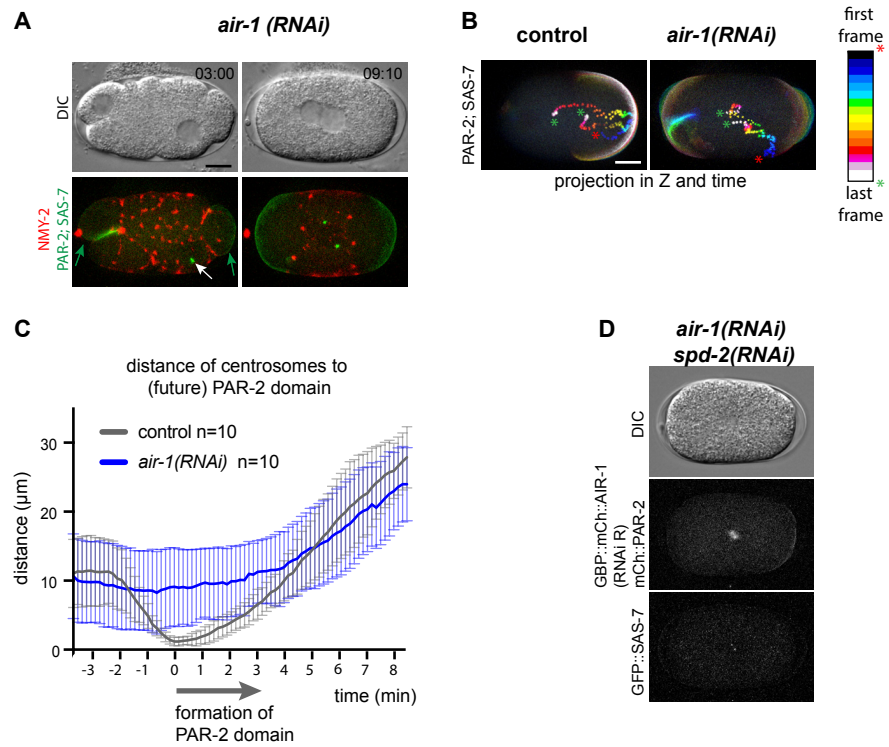 A
air-1 (RNAi)
DIC
03:00
09:10
NMY-2
PAR-2; SAS-7
B
control
air-1(RNAi)
PAR-2; SAS-7
*
*
*
*
*
*
projection in Z and time
first
frame
*
last
frame
*
C
distance of centrosomes to
(future) PAR-2 domain
control n=10
air-1(RNAi) n=10
distance (µm)
30
20
10
0
-3 -2 -1 0 1 2 3 4 5 6 7 8
time (min)
formation of
PAR-2 domain
D
air-1(RNAi)
spd-2(RNAi)
DIC
GBP::mCh::AIR-1
(RNAi R)
mCh::PAR-2
GFP::SAS-7